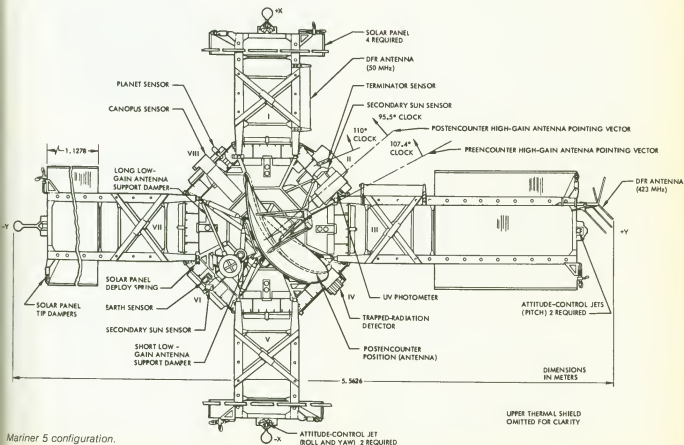 +X
SOLAR PANEL
4 REQUIRED
DFR ANTENNA
(50 MHz)
PLANET SENSOR
TERMINATOR SENSOR
CANOPUS SENSOR
SECONDARY SUN SENSOR
95.5° CLOCK
I
110°
CLOCK
POSTENCOUNTER HIGH-GAIN ANTENNA POINTING VECTOR
107.4°
CLOCK
PREENCOUNTER HIGH-GAIN ANTENNA POINTING VECTOR
1.1278
VIII
II
LONG LOW-
GAIN ANTENNA
SUPPORT DAMPER
DFR ANTENNA
(423 MHz)
-Y
VII
III
+Y
SOLAR PANEL
DEPLOY SPRING
SOLAR PANEL
TIP DAMPERS
EARTH SENSOR
VI
IV
UV PHOTOMETER
ATTITUDE-CONTROL JETS
(PITCH) 2 REQUIRED
SECONDARY SUN SENSOR
TRAPPED-RADIATION
DETECTOR
V
SHORT LOW-
GAIN ANTENNA
SUPPORT DAMPER
POSTENCOUNTER
POSITION (ANTENNA)
DIMENSIONS
IN METERS
5.5626
UPPER THERMAL SHIELD
OMITTED FOR CLARITY
-X
ATTITUDE-CONTROL JET
(ROLL AND YAW) 2 REQUIRED
Mariner 5 configuration.